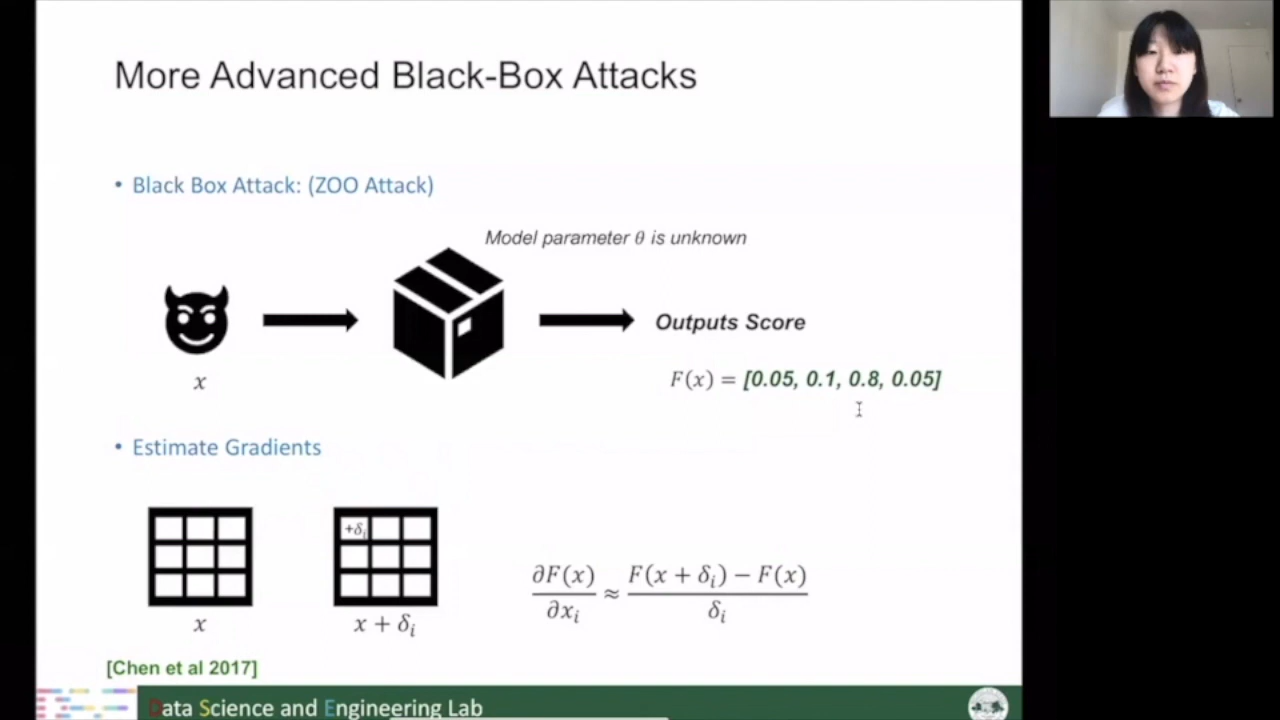 More Advanced Black-Box Attacks
• Black Box Attack: (ZOO Attack)
Model parameter θ is unknown
Outputs Score
x
F(x) = [0.05, 0.1, 0.8, 0.05]
• Estimate Gradients
+δᵢ
∂F(x)/∂xᵢ ≈ (F(x + δᵢ) − F(x))/δᵢ
x
x + δᵢ
[Chen et al 2017]
Data Science and Engineering Lab